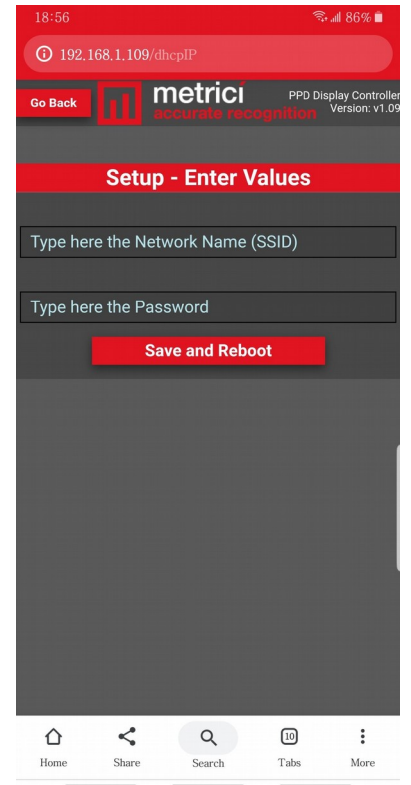 18:56
86%
192.168.1.109/dhcpIP
Go Back
metrici
accurate recognition
PPD Display Controller
Version: v1.09
Setup - Enter Values
Type here the Network Name (SSID)
Type here the Password
Save and Reboot
10
Home Share Search Tabs More